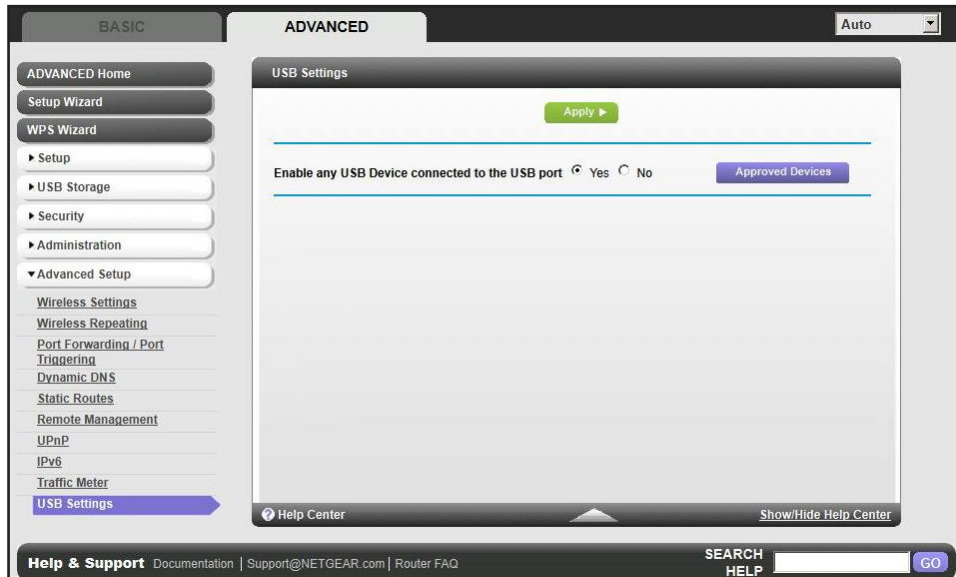 BASIC
ADVANCED
Auto
ADVANCED Home
Setup Wizard
WPS Wizard
Setup
USB Storage
Security
Administration
Advanced Setup
Wireless Settings
Wireless Repeating
Port Forwarding / Port
Triggering
Dynamic DNS
Static Routes
Remote Management
UPnP
IPv6
Traffic Meter
USB Settings
USB Settings
Apply
Enable any USB Device connected to the USB port Yes No Approved Devices
Help Center Show/Hide Help Center
Help & Support Documentation | Support@NETGEAR.com | Router FAQ
SEARCH
HELP
GO